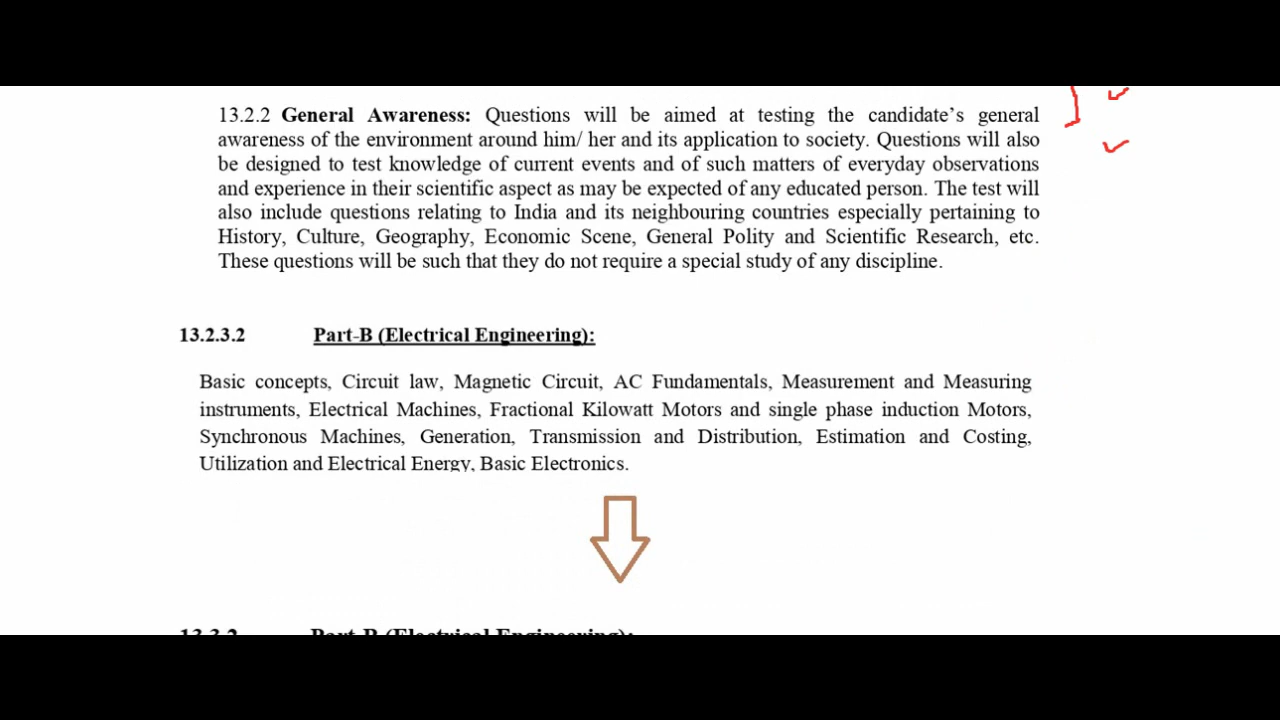 13.2.2 General Awareness: Questions will be aimed at testing the candidate’s general
awareness of the environment around him/ her and its application to society. Questions will also
be designed to test knowledge of current events and of such matters of everyday observations
and experience in their scientific aspect as may be expected of any educated person. The test will
also include questions relating to India and its neighbouring countries especially pertaining to
History, Culture, Geography, Economic Scene, General Polity and Scientific Research, etc.
These questions will be such that they do not require a special study of any discipline.
13.2.3.2 Part-B (Electrical Engineering):
Basic concepts, Circuit law, Magnetic Circuit, AC Fundamentals, Measurement and Measuring
instruments, Electrical Machines, Fractional Kilowatt Motors and single phase induction Motors,
Synchronous Machines, Generation, Transmission and Distribution, Estimation and Costing,
Utilization and Electrical Energy, Basic Electronics.
13.3.2 Part-B (Electrical Engineering):